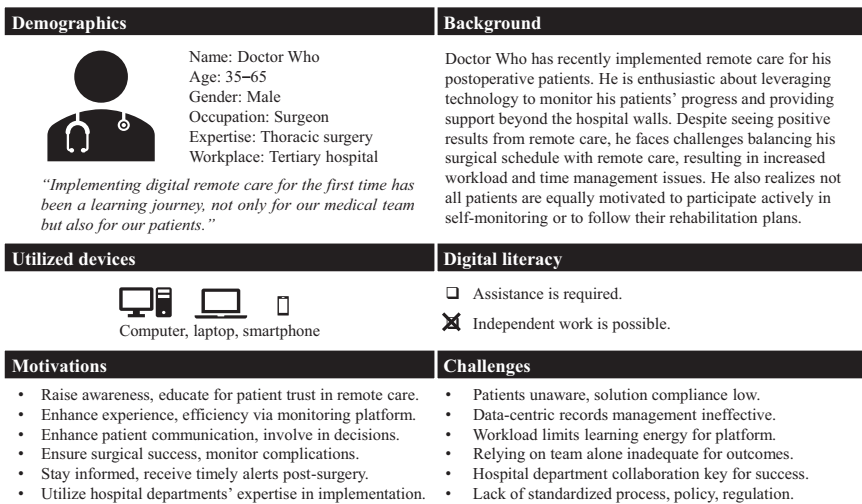 Demographics
Name: Doctor Who
Age: 35–65
Gender: Male
Occupation: Surgeon
Expertise: Thoracic surgery
Workplace: Tertiary hospital
“Implementing digital remote care for the first time has
been a learning journey, not only for our medical team
but also for our patients.”
Background
Doctor Who has recently implemented remote care for his
postoperative patients. He is enthusiastic about leveraging
technology to monitor his patients’ progress and providing
support beyond the hospital walls. Despite seeing positive
results from remote care, he faces challenges balancing his
surgical schedule with remote care, resulting in increased
workload and time management issues. He also realizes not
all patients are equally motivated to participate actively in
self-monitoring or to follow their rehabilitation plans.
Utilized devices
Computer, laptop, smartphone
Digital literacy
☐ Assistance is required.
☒ Independent work is possible.
Motivations
• Raise awareness, educate for patient trust in remote care.
• Enhance experience, efficiency via monitoring platform.
• Enhance patient communication, involve in decisions.
• Ensure surgical success, monitor complications.
• Stay informed, receive timely alerts post-surgery.
• Utilize hospital departments’ expertise in implementation.
Challenges
• Patients unaware, solution compliance low.
• Data-centric records management ineffective.
• Workload limits learning energy for platform.
• Relying on team alone inadequate for outcomes.
• Hospital department collaboration key for success.
• Lack of standardized process, policy, regulation.